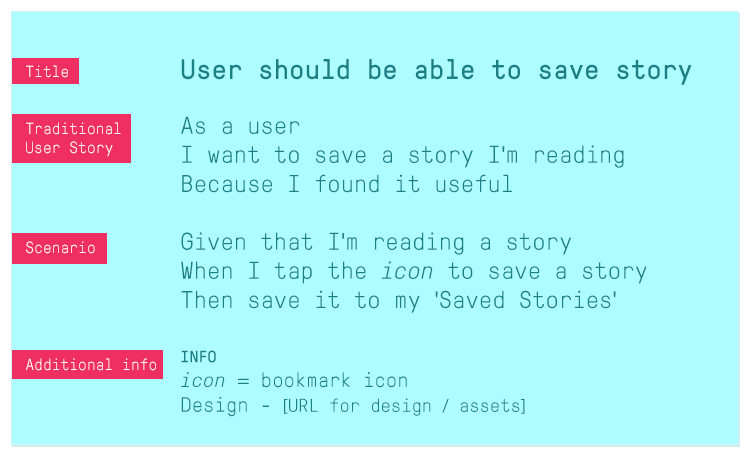 Title
User should be able to save story
Traditional
User Story
As a user
I want to save a story I'm reading
Because I found it useful
Scenario
Given that I'm reading a story
When I tap the icon to save a story
Then save it to my 'Saved Stories'
Additional info
INFO
icon = bookmark icon
Design - [URL for design / assets]